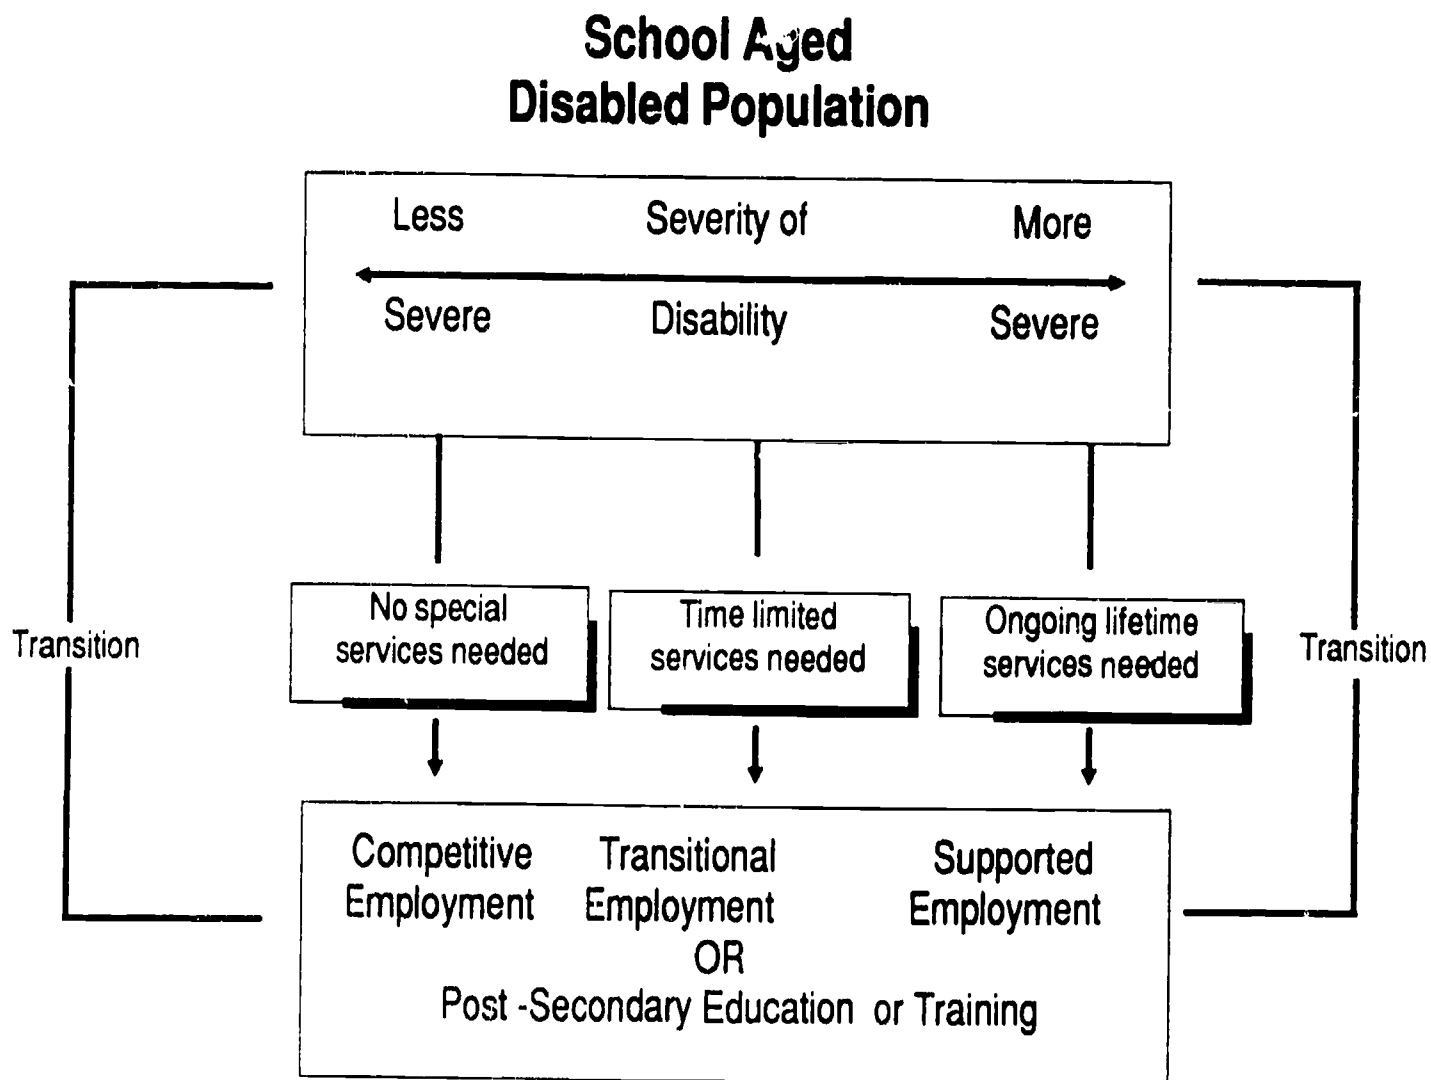 School Aged
Disabled Population
Less Severity of More
Severe Disability Severe
No special
services needed
Time limited
services needed
Ongoing lifetime
services needed
Transition
Transition
Competitive Transitional Supported
Employment Employment Employment
OR
Post -Secondary Education or Training